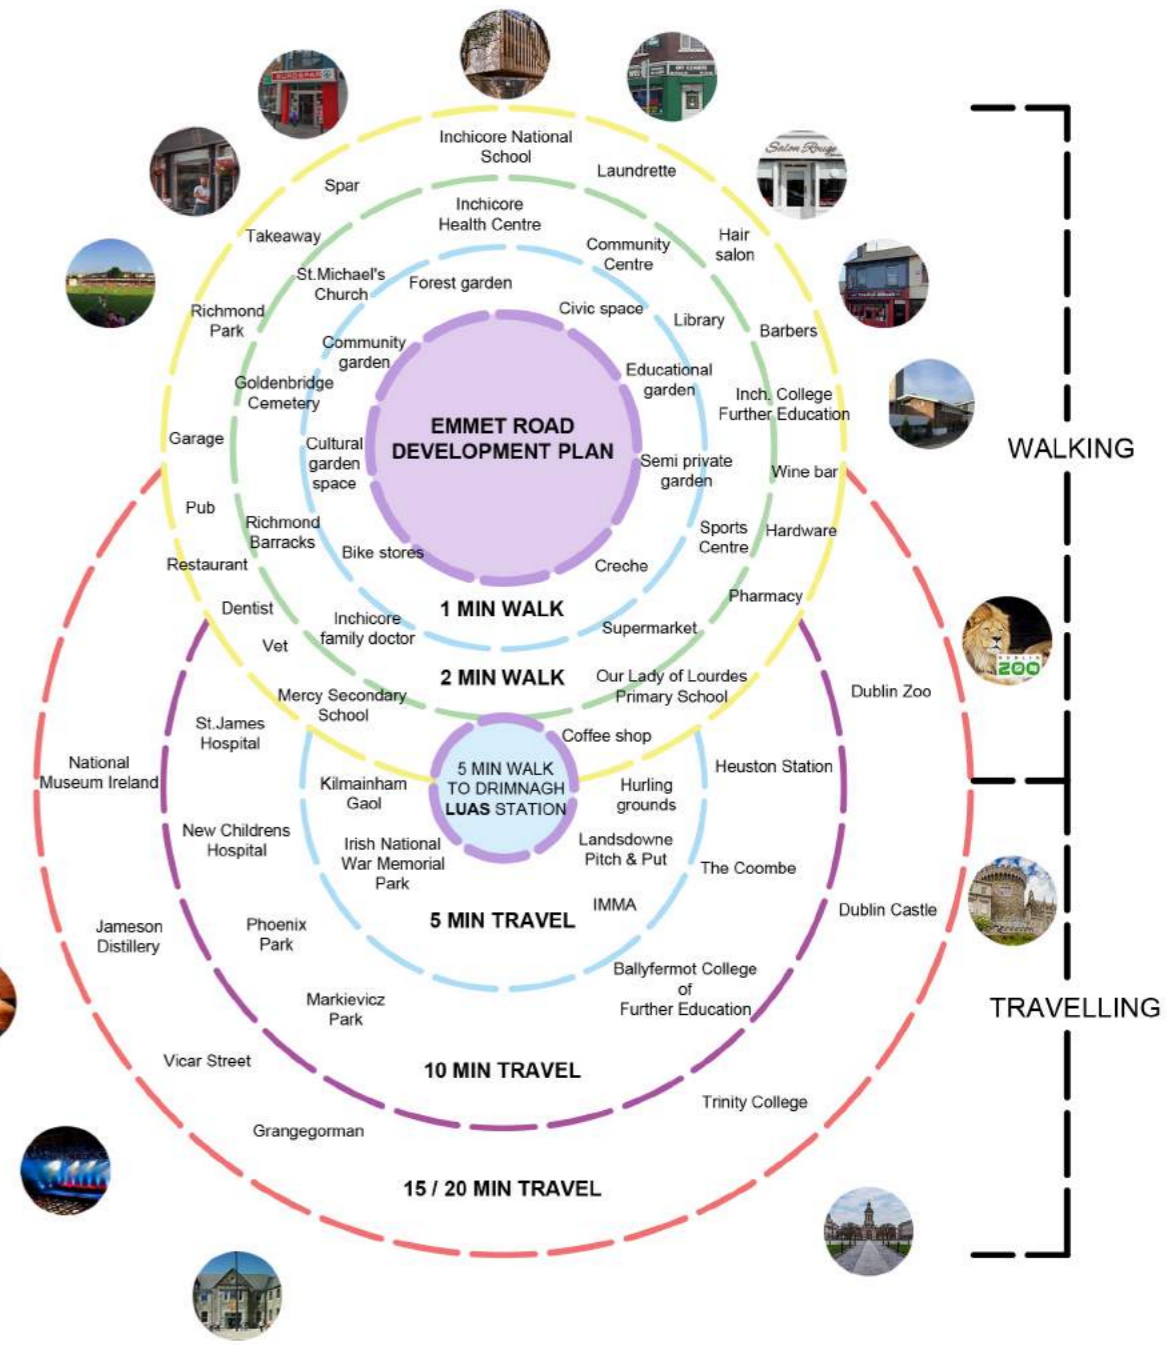 Inchicore National
School
Laundrette
Spar
Inchicore
Health Centre
Takeaway
Hair
salon
Community
Centre
St.Michael's
Church
Forest garden
Civic space
Richmond
Park
Library
Barbers
Community
garden
Educational
garden
Goldenbridge
Cemetery
Inch. College
Further Education
EMMET ROAD
DEVELOPMENT PLAN
Garage
Cultural
garden
space
Semi private
garden
Wine bar
WALKING
Pub
Richmond
Barracks
Sports
Centre
Hardware
Bike stores
Restaurant
Creche
Pharmacy
Dentist
1 MIN WALK
Inchicore
family doctor
Supermarket
Vet
2 MIN WALK
Our Lady of Lourdes
Primary School
Mercy Secondary
School
Dublin Zoo
St.James
Hospital
Coffee shop
National
Museum Ireland
5 MIN WALK
TO DRIMNAGH
LUAS STATION
Kilmainham
Gaol
Hurling
grounds
Heuston Station
New Childrens
Hospital
Irish National
War Memorial
Park
Landsdowne
Pitch & Put
The Coombe
IMMA
5 MIN TRAVEL
Dublin Castle
Jameson
Distillery
Phoenix
Park
Ballyfermot College
of
Further Education
Markievicz
Park
TRAVELLING
Vicar Street
10 MIN TRAVEL
Trinity College
Grangegorman
15 / 20 MIN TRAVEL
EUROSPAR
Salon Rouge
DUBLIN
ZOO